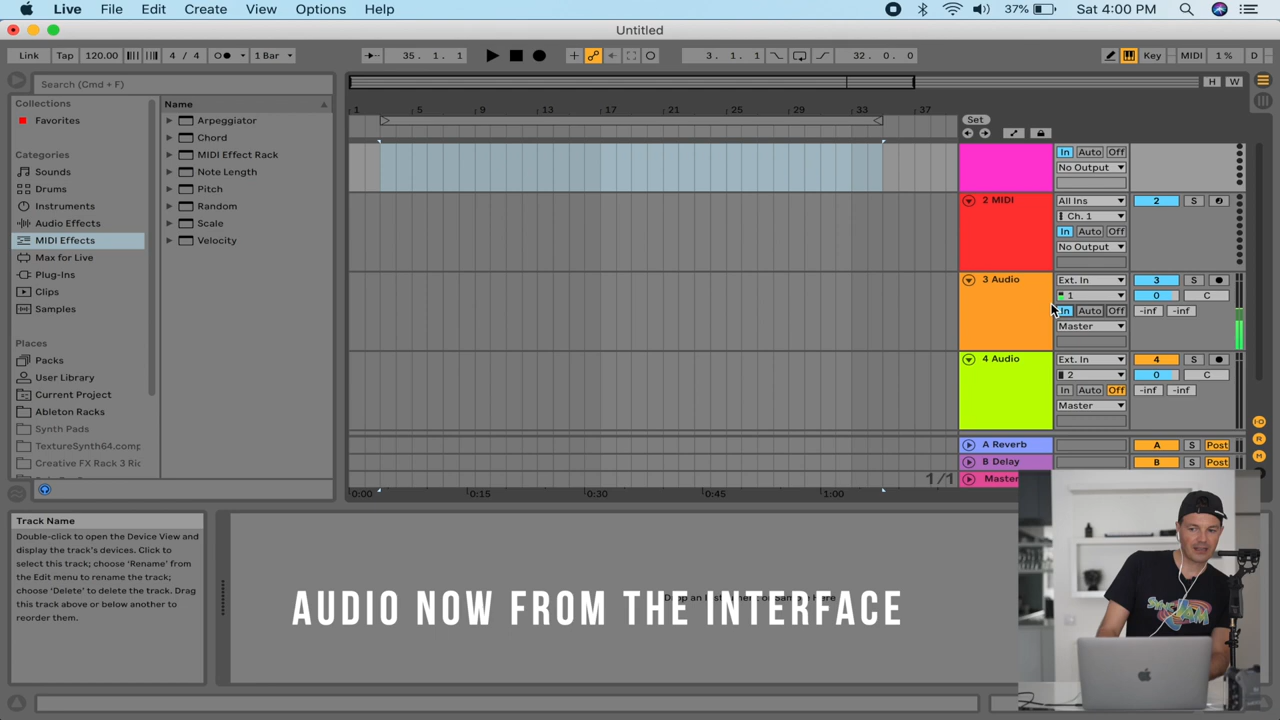 Live File Edit Create View Options Help 37% Sat 4:00 PM
Untitled
Link Tap 120.00 4 / 4 1 Bar 35. 1. 1 3. 1. 1 32. 0. 0 Key MIDI 1 % D
Search (Cmd + F)
H W
Collections
Favorites
Categories
Sounds
Drums
Instruments
Audio Effects
MIDI Effects
Max for Live
Plug-Ins
Clips
Samples
Places
Packs
User Library
Current Project
Ableton Racks
Synth Pads
TextureSynth64.comp
Creative FX Rack 3 Ric
Name
Arpeggiator
Chord
MIDI Effect Rack
Note Length
Pitch
Random
Scale
Velocity
1 5 9 13 17 21 25 29 33 37
Set
In Auto Off
No Output
2 MIDI All Ins 2 S
Ch. 1
In Auto Off
No Output
3 Audio Ext. In 3 S
1 0 C
In Auto Off -inf -inf
Master
4 Audio Ext. In 4 S
2 0 C
In Auto Off -inf -inf
Master
A Reverb A S Post
B Delay B S Post
1/1 Master
0:00 0:15 0:30 0:45 1:00
Track Name
Double-click to open the Device View and
display the track's devices. Click to
select this track; choose 'Rename' from
the Edit menu to rename the track;
choose 'Delete' to delete the track. Drag
this track above or below another to
reorder them.
AUDIO NOW FROM THE INTERFACE
SPACE JAM